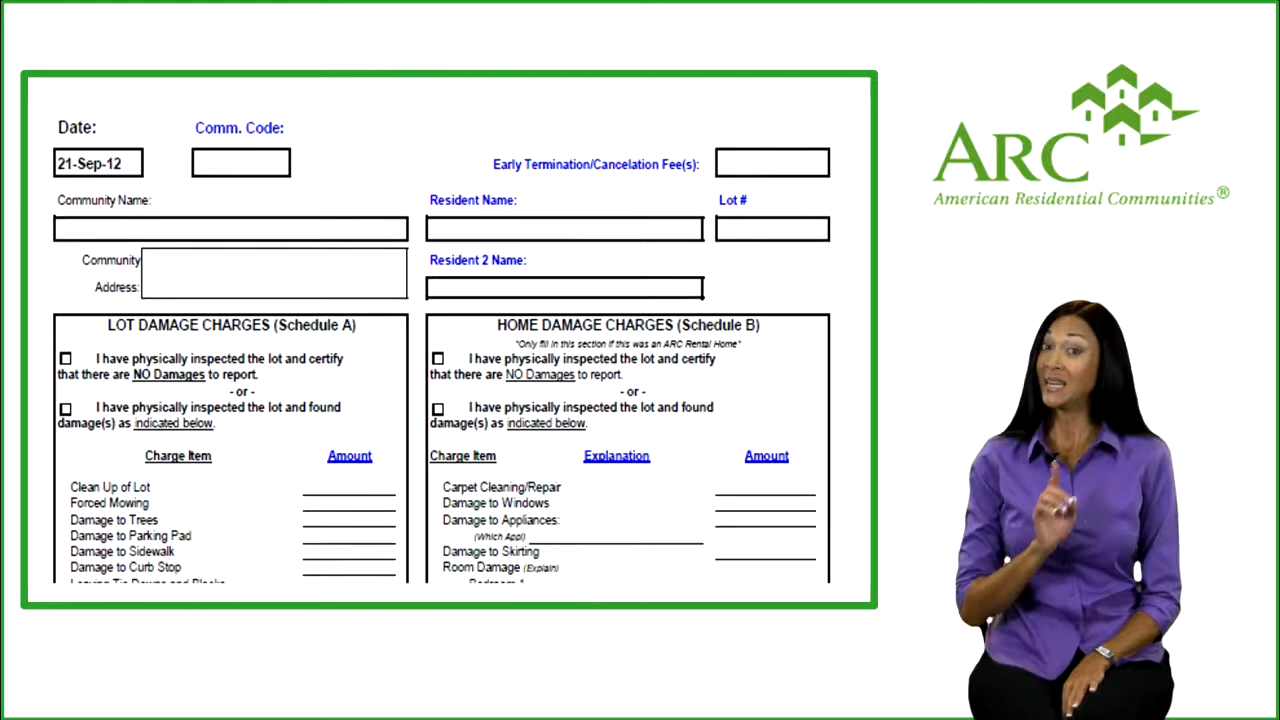 Date:
Comm. Code:
21-Sep-12
Early Termination/Cancelation Fee(s):
Community Name:
Resident Name:
Lot #
Community
Address:
Resident 2 Name:
LOT DAMAGE CHARGES (Schedule A)
I have physically inspected the lot and certify
that there are NO Damages to report.
- or -
I have physically inspected the lot and found
damage(s) as indicated below.
Charge Item Amount
Clean Up of Lot
Forced Mowing
Damage to Trees
Damage to Parking Pad
Damage to Sidewalk
Damage to Curb Stop
Leaving Tie Downs and Blocks
HOME DAMAGE CHARGES (Schedule B)
"Only fill in this section if this was an ARC Rental Home"
I have physically inspected the lot and certify
that there are NO Damages to report.
- or -
I have physically inspected the lot and found
damage(s) as indicated below.
Charge Item Explanation Amount
Carpet Cleaning/Repair
Damage to Windows
Damage to Appliances:
(Which Appl)
Damage to Skirting
Room Damage (Explain)
Bedroom 1
ARC
American Residential Communities®